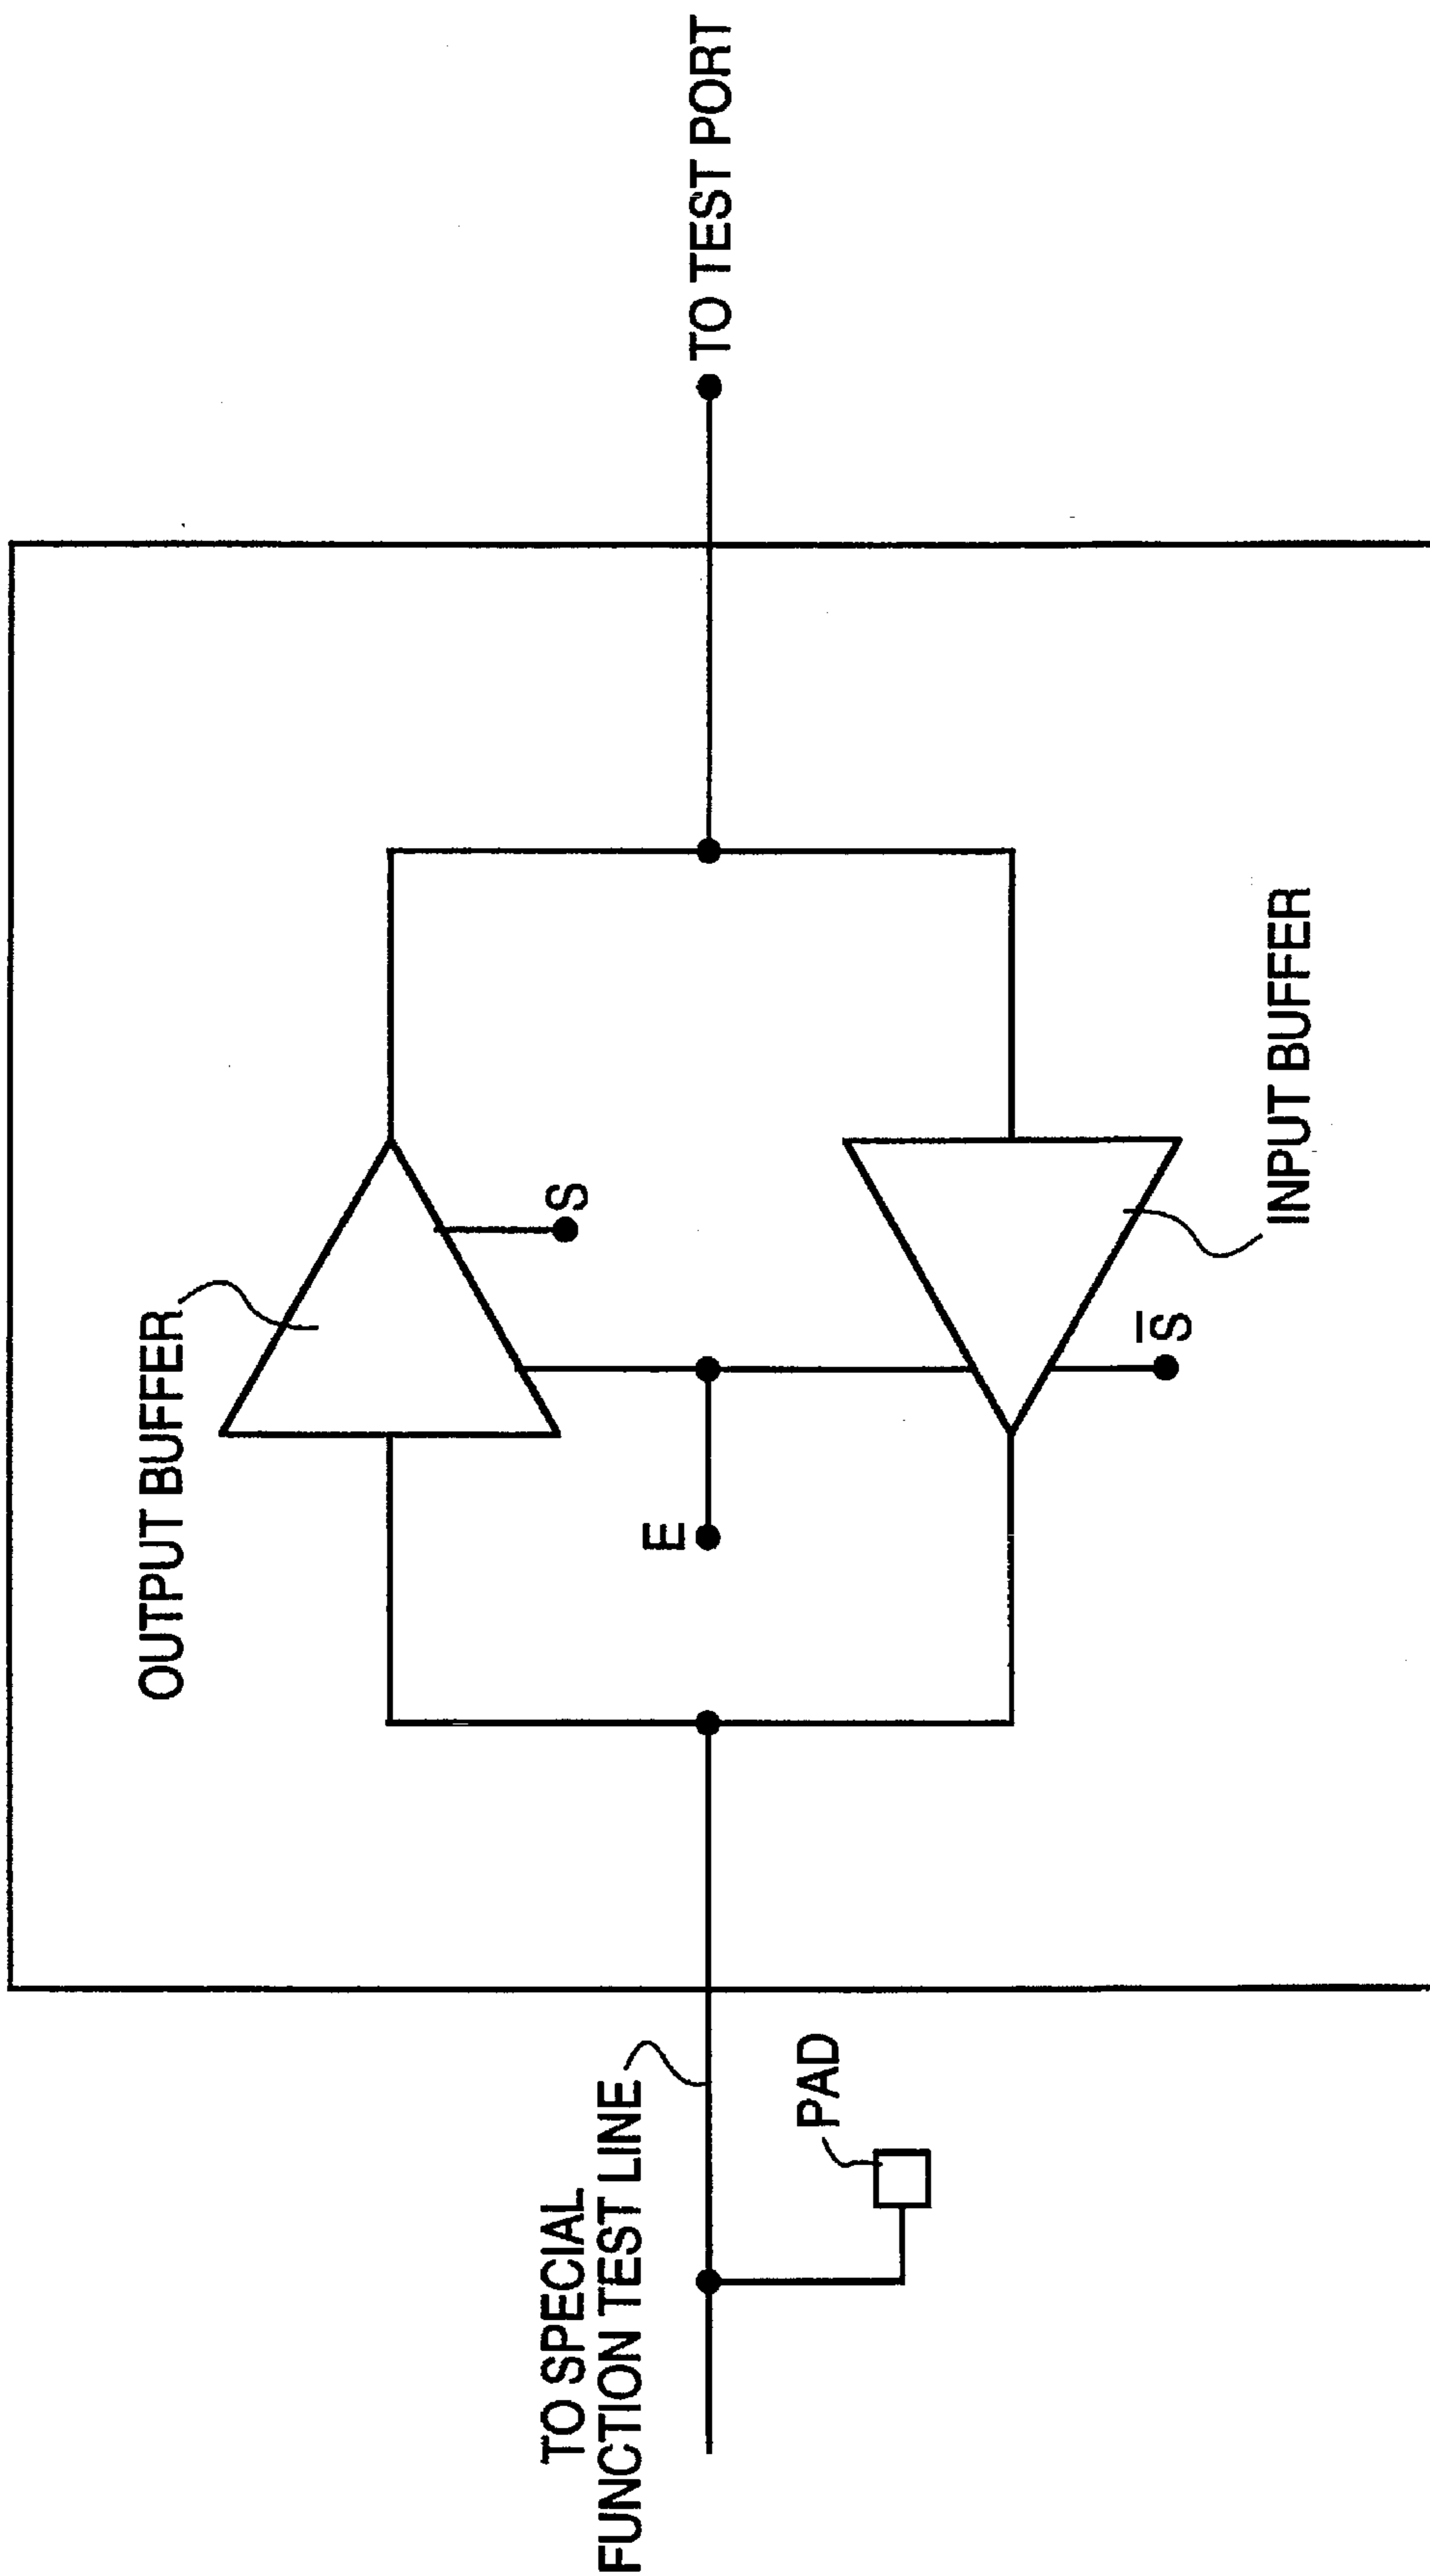 OUTPUT BUFFER
TO SPECIAL
FUNCTION TEST LINE
S
E
TO TEST PORT
PAD
S̅
INPUT BUFFER